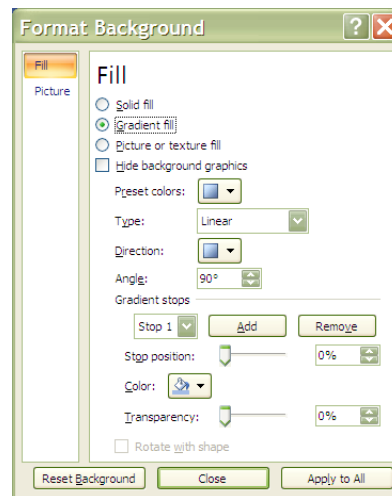 Format Background
Fill
Picture
Fill
Solid fill
Gradient fill
Picture or texture fill
Hide background graphics
Preset colors:
Type: Linear
Direction:
Angle: 90°
Gradient stops
Stop 1 Add Remove
Stop position: 0%
Color:
Transparency: 0%
Rotate with shape
Reset Background Close Apply to All